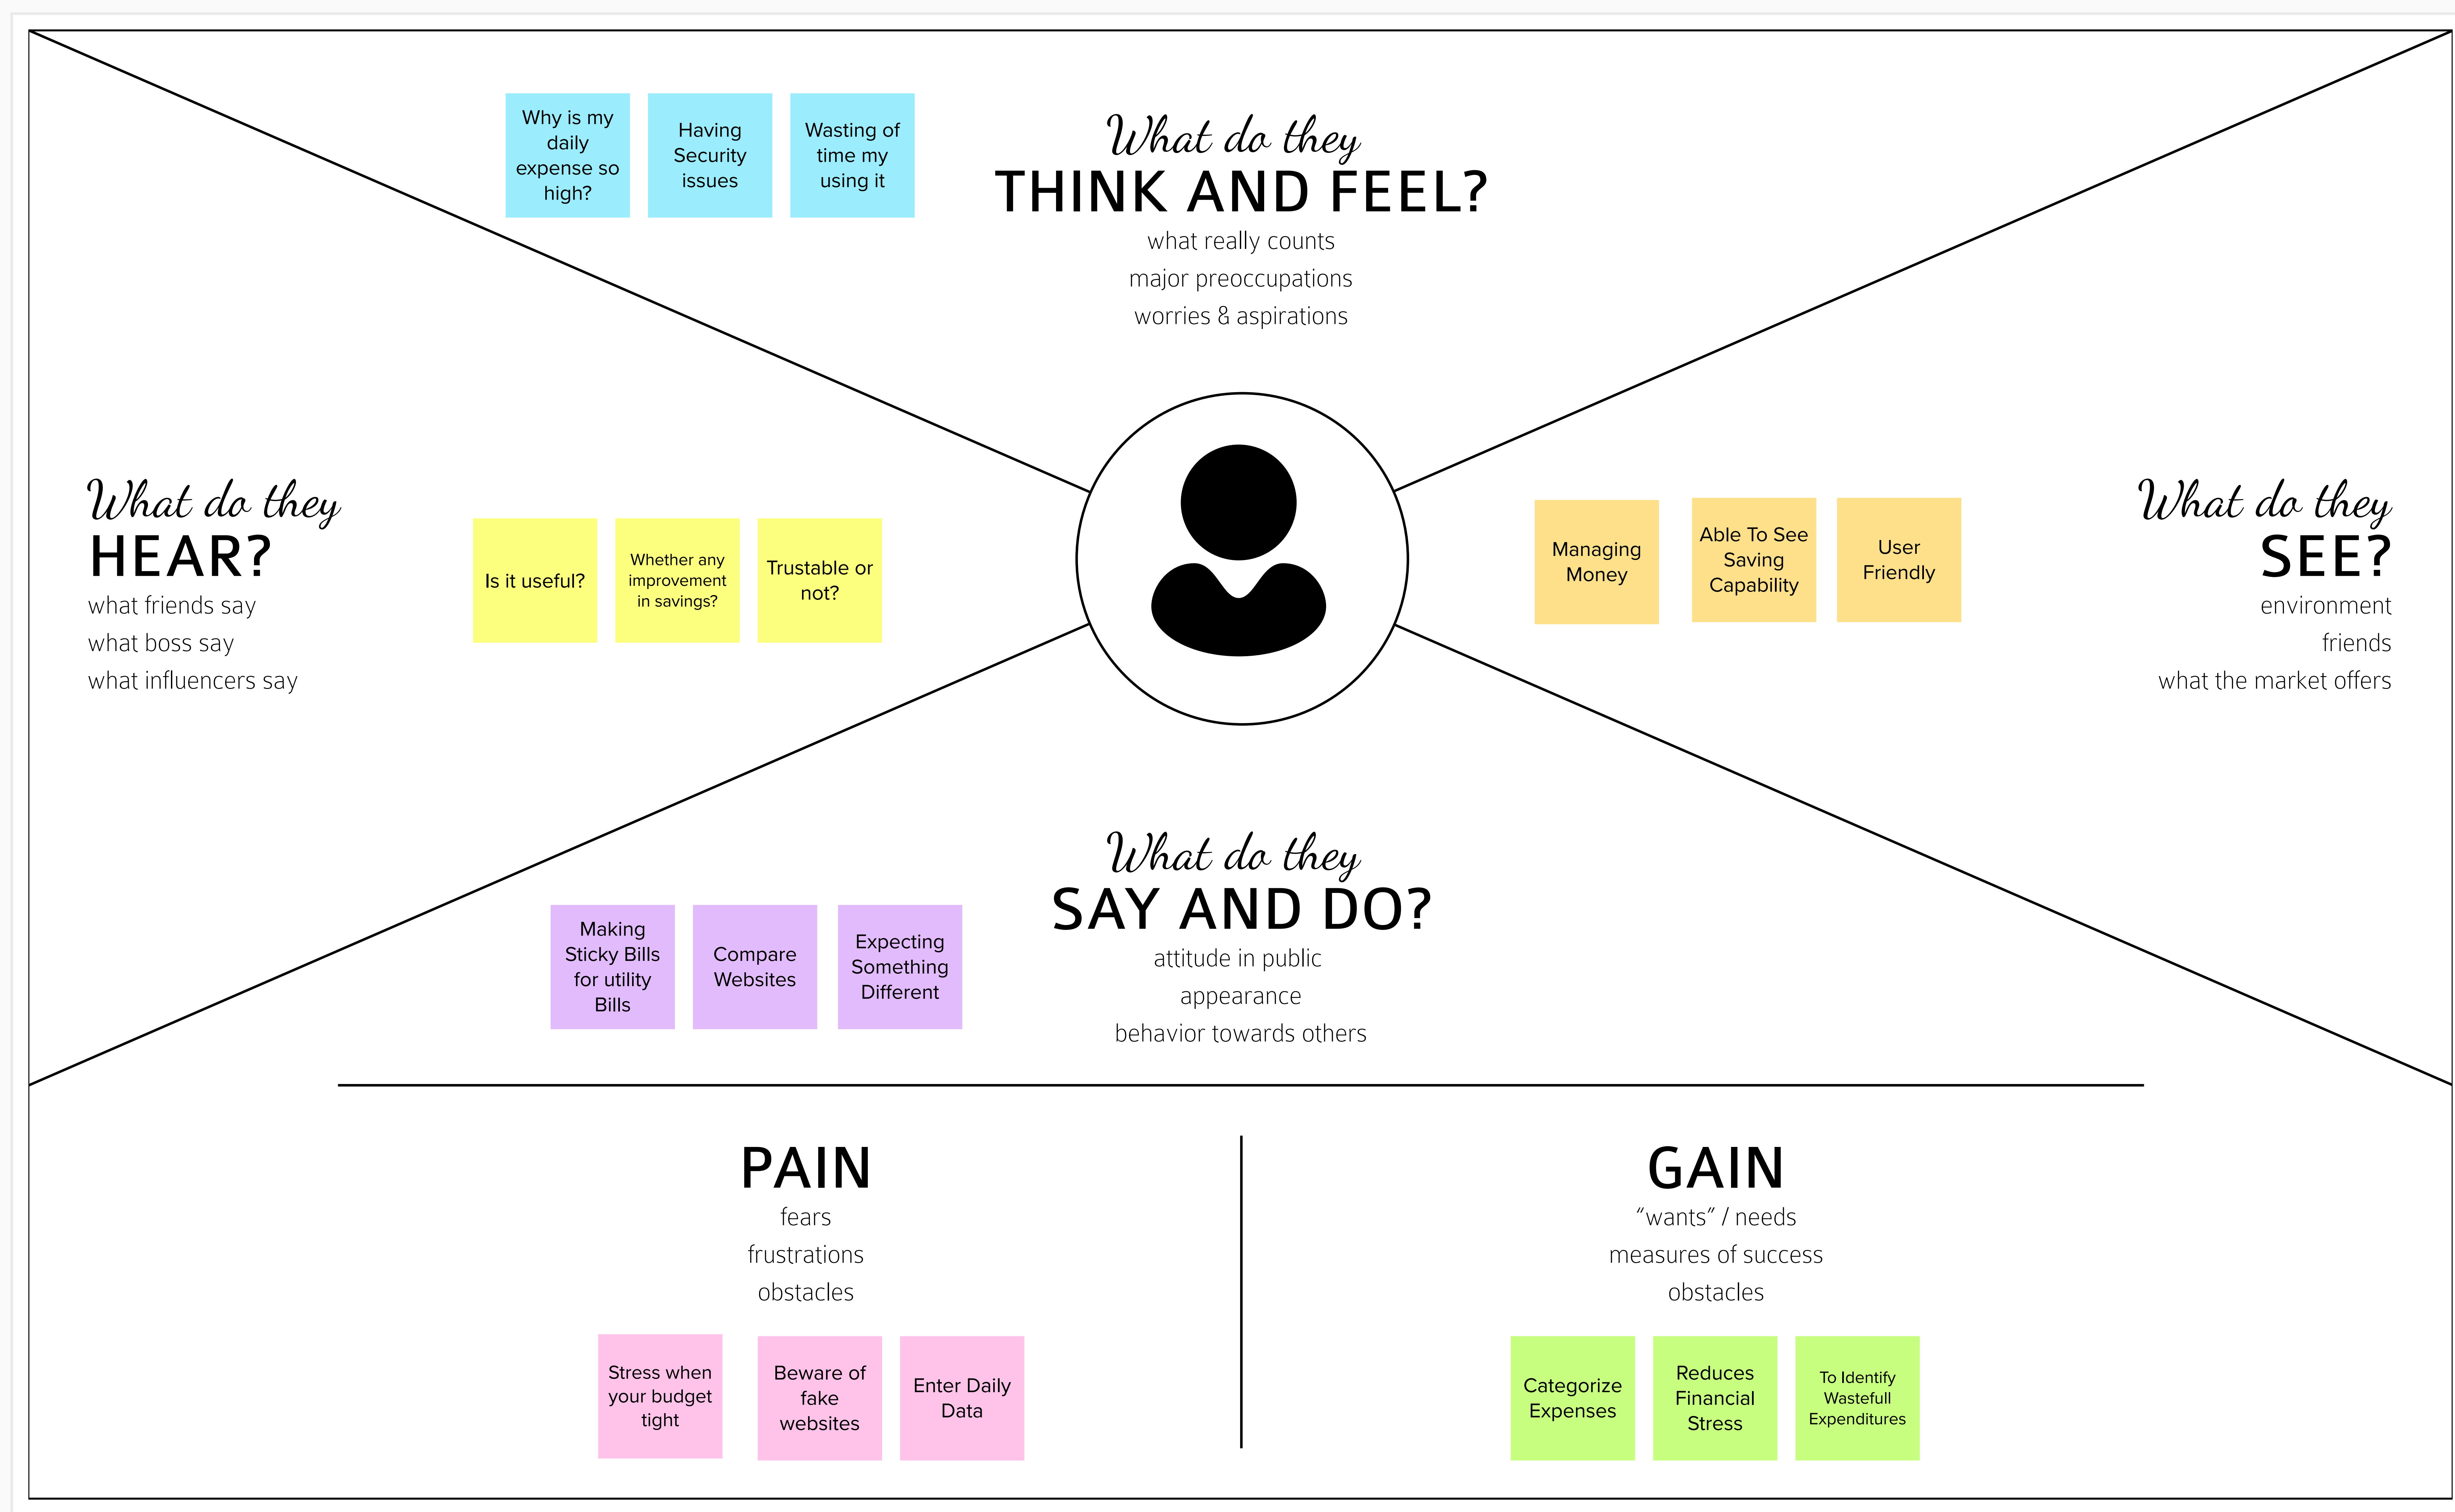 Why is my
daily
expense so
high?
Having
Security
issues
Wasting of
time my
using it
What do they
THINK AND FEEL?
what really counts
major preoccupations
worries & aspirations
What do they
HEAR?
what friends say
what boss say
what influencers say
Is it useful?
Whether any
improvement
in savings?
Trustable or
not?
Managing
Money
Able To See
Saving
Capability
User
Friendly
What do they
SEE?
environment
friends
what the market offers
What do they
SAY AND DO?
attitude in public
appearance
behavior towards others
Making
Sticky Bills
for utility
Bills
Compare
Websites
Expecting
Something
Different
PAIN
fears
frustrations
obstacles
Stress when
your budget
tight
Beware of
fake
websites
Enter Daily
Data
GAIN
“wants” / needs
measures of success
obstacles
Categorize
Expenses
Reduces
Financial
Stress
To Identify
Wastefull
Expenditures